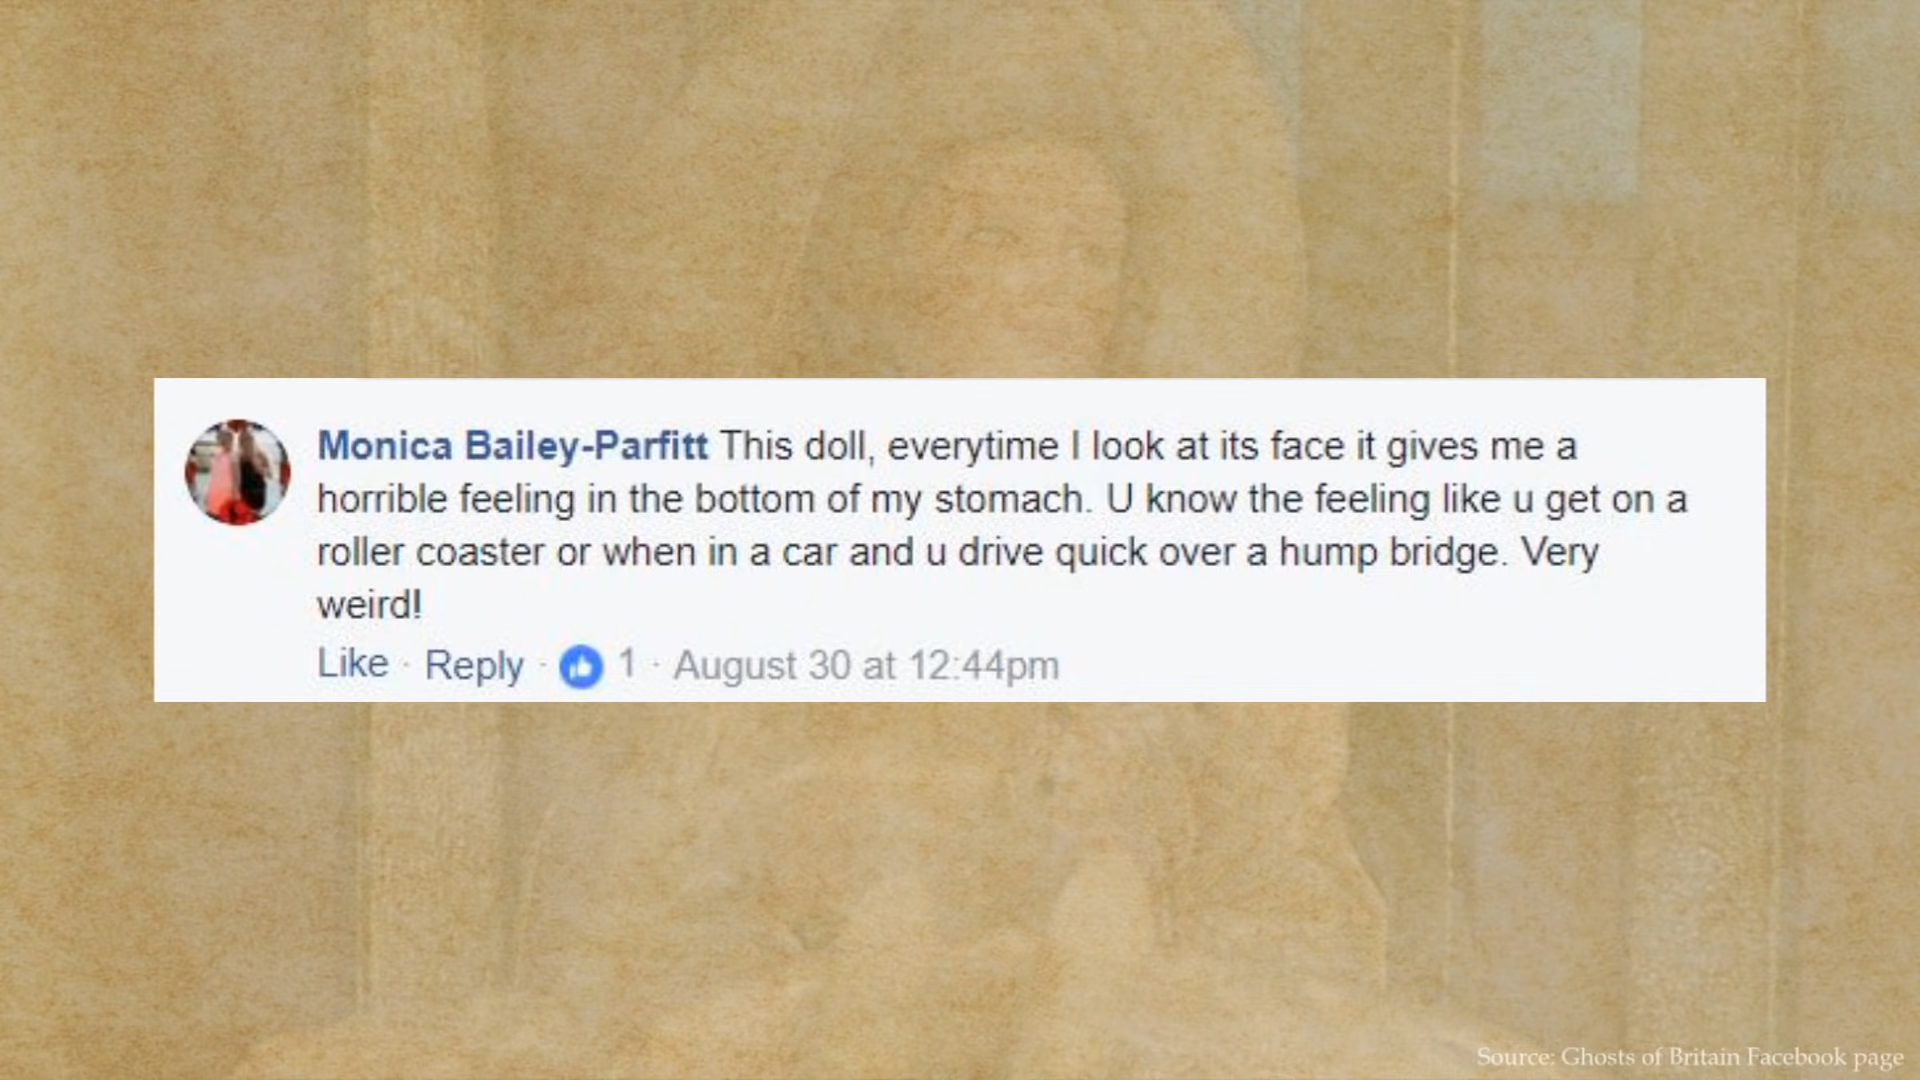 Monica Bailey-Parfitt This doll, everytime I look at its face it gives me a
horrible feeling in the bottom of my stomach. U know the feeling like u get on a
roller coaster or when in a car and u drive quick over a hump bridge. Very
weird!
Like · Reply · 1 · August 30 at 12:44pm
Source: Ghosts of Britain Facebook page